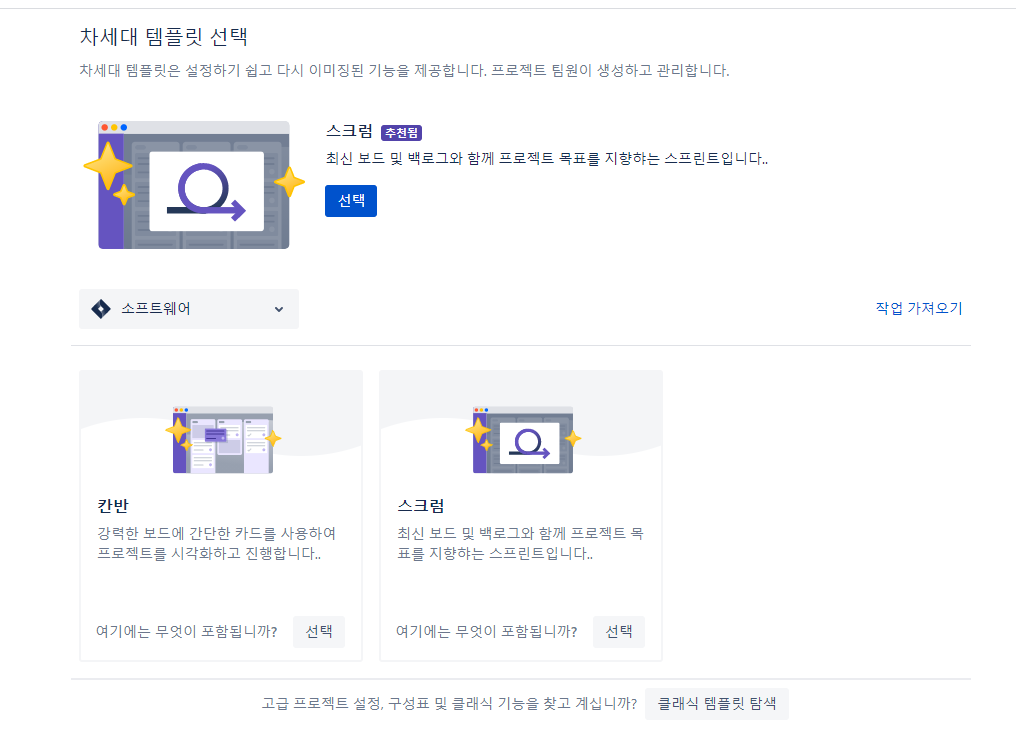 차세대 템플릿 선택
차세대 템플릿은 설정하기 쉽고 다시 이미징된 기능을 제공합니다. 프로젝트 팀원이 생성하고 관리합니다.
스크럼 추천됨
최신 보드 및 백로그와 함께 프로젝트 목표를 지향하는 스프린트입니다..
선택
소프트웨어
작업 가져오기
칸반
강력한 보드에 간단한 카드를 사용하여
프로젝트를 시각화하고 진행합니다..
여기에는 무엇이 포함됩니까? 선택
스크럼
최신 보드 및 백로그와 함께 프로젝트 목
표를 지향하는 스프린트입니다..
여기에는 무엇이 포함됩니까? 선택
고급 프로젝트 설정, 구성표 및 클래식 기능을 찾고 계십니까? 클래식 템플릿 탐색